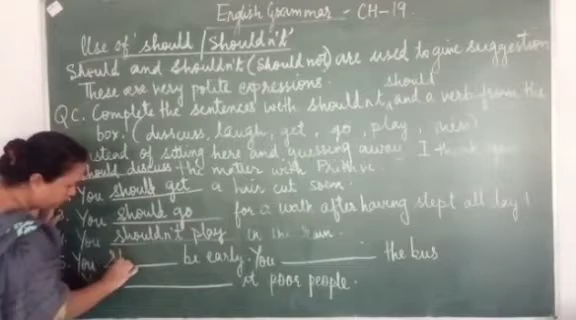 English Grammar - CH-19.
Use of 'should / Shouldn't'
Should and Shouldn't (Should not) are used to give suggestion
These are very polite expressions.
should
QC. Complete the sentences with shouldn't, and a verb from the
box. (disscuss, laugh, get, go, play,
stead of sitting here and guessing away I think you
should discuss the matter with Prithvi.
You should get a hair cut soon.
You should go for a walk after having slept all day!
You shouldn't play in the sun.
5. You sh be early. You the bus
at poor people.